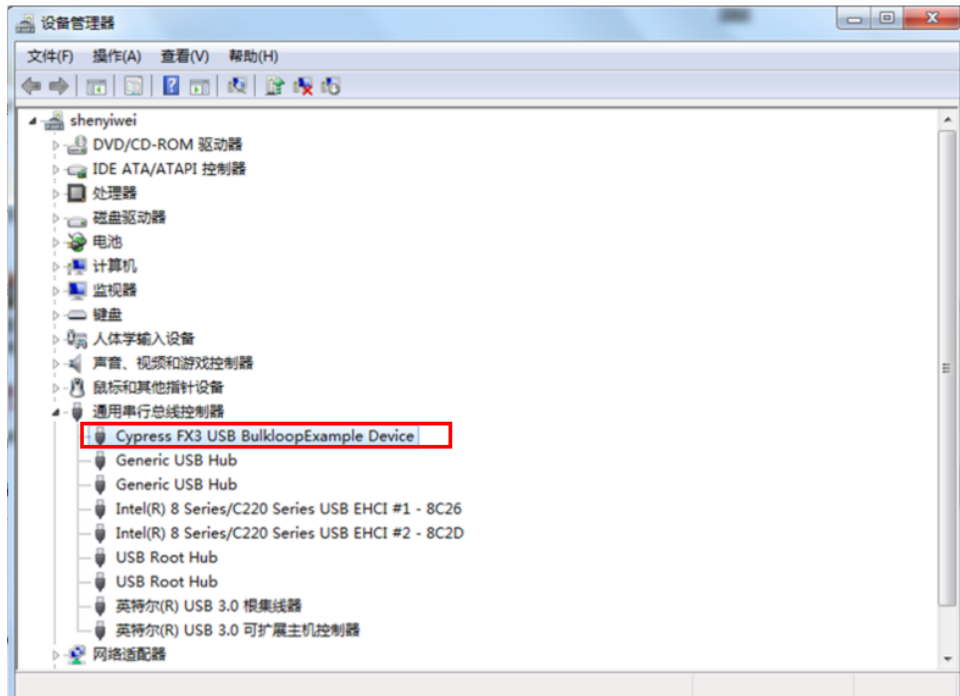 设备管理器
文件(F) 操作(A) 查看(V) 帮助(H)
shenyiwei
DVD/CD-ROM 驱动器
IDE ATA/ATAPI 控制器
处理器
磁盘驱动器
电池
计算机
监视器
键盘
人体学输入设备
声音、视频和游戏控制器
鼠标和其他指针设备
通用串行总线控制器
Cypress FX3 USB BulkloopExample Device
Generic USB Hub
Generic USB Hub
Intel(R) 8 Series/C220 Series USB EHCI #1 - 8C26
Intel(R) 8 Series/C220 Series USB EHCI #2 - 8C2D
USB Root Hub
USB Root Hub
英特尔(R) USB 3.0 根集线器
英特尔(R) USB 3.0 可扩展主机控制器
网络适配器